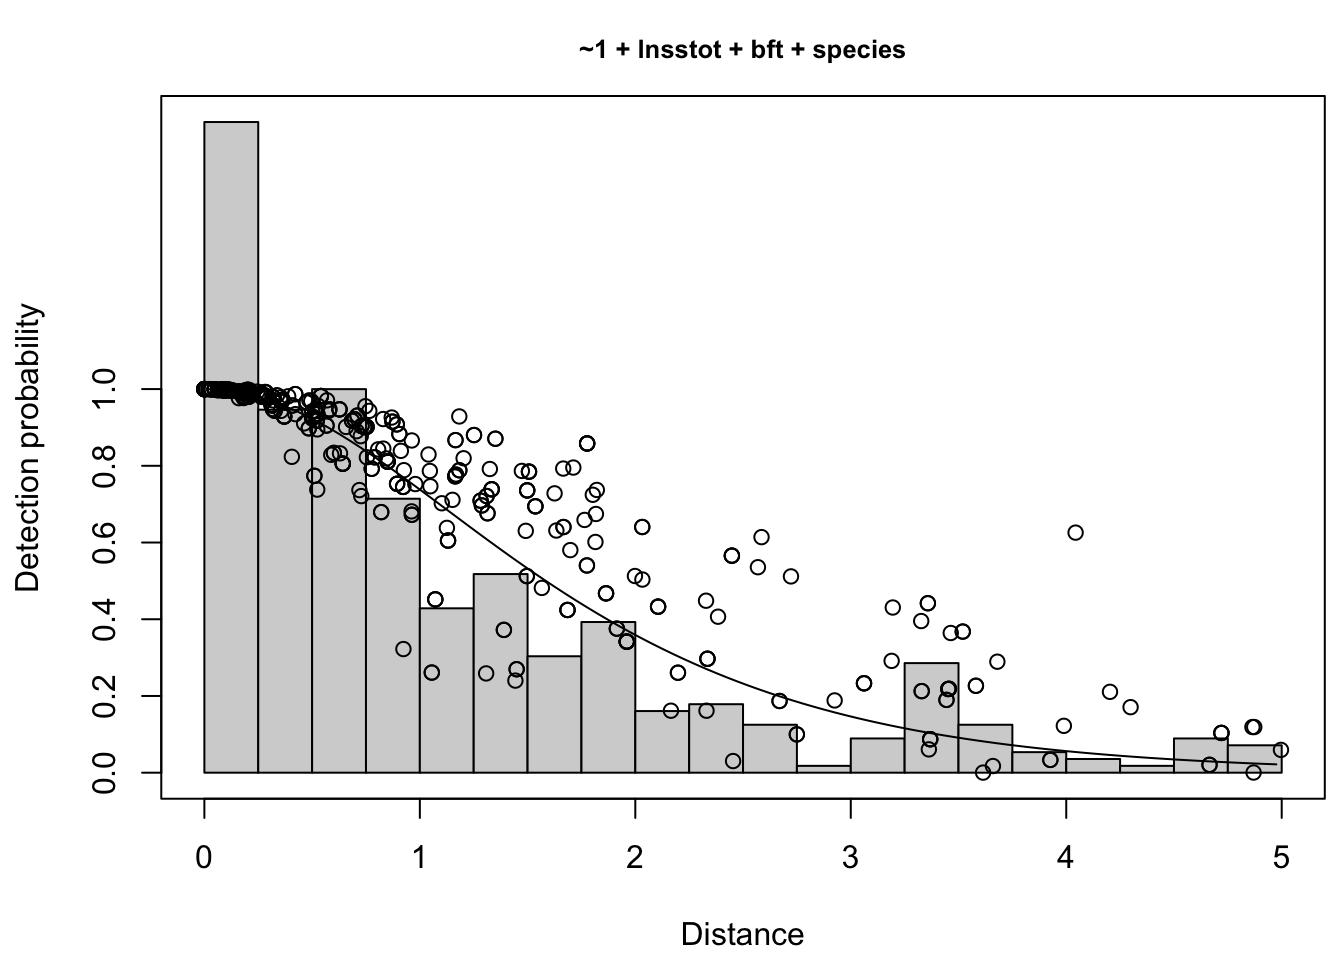 ~1 + lnsstot + bft + species
Detection probability
1.0
0.8
0.6
0.4
0.2
0.0
0 1 2 3 4 5
Distance